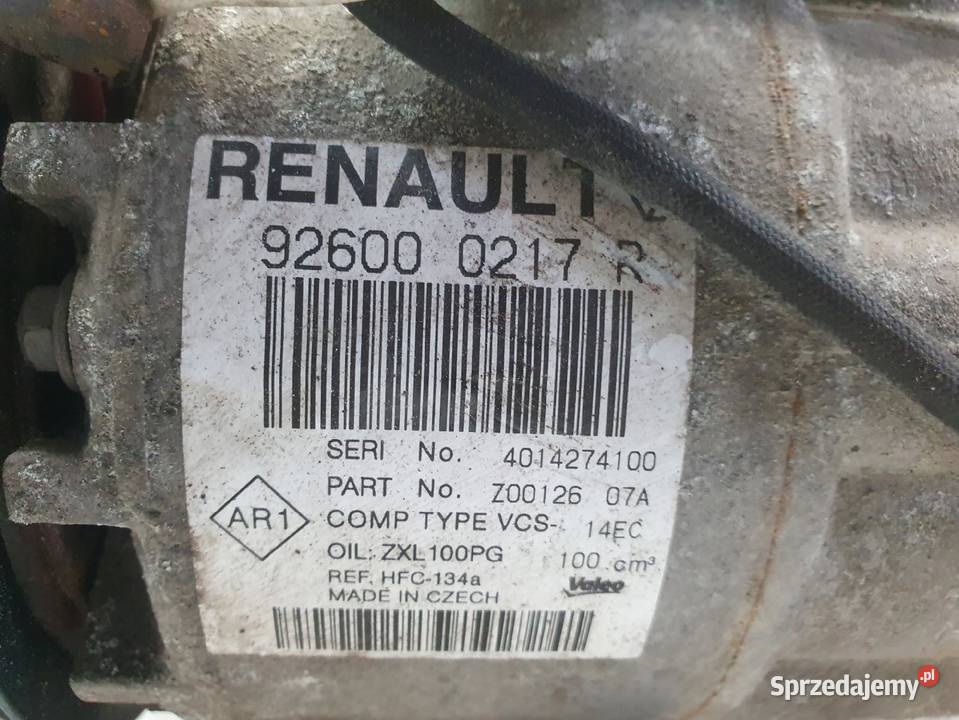 RENAULT
92600 0217 R
SERI No. 4014274100
PART No. Z00126 07A
AR1
COMP TYPE VCS- 14EC
OIL: ZXL100PG 100 cm³
REF. HFC-134a
Valeo
MADE IN CZECH
Sprzedajemy.pl